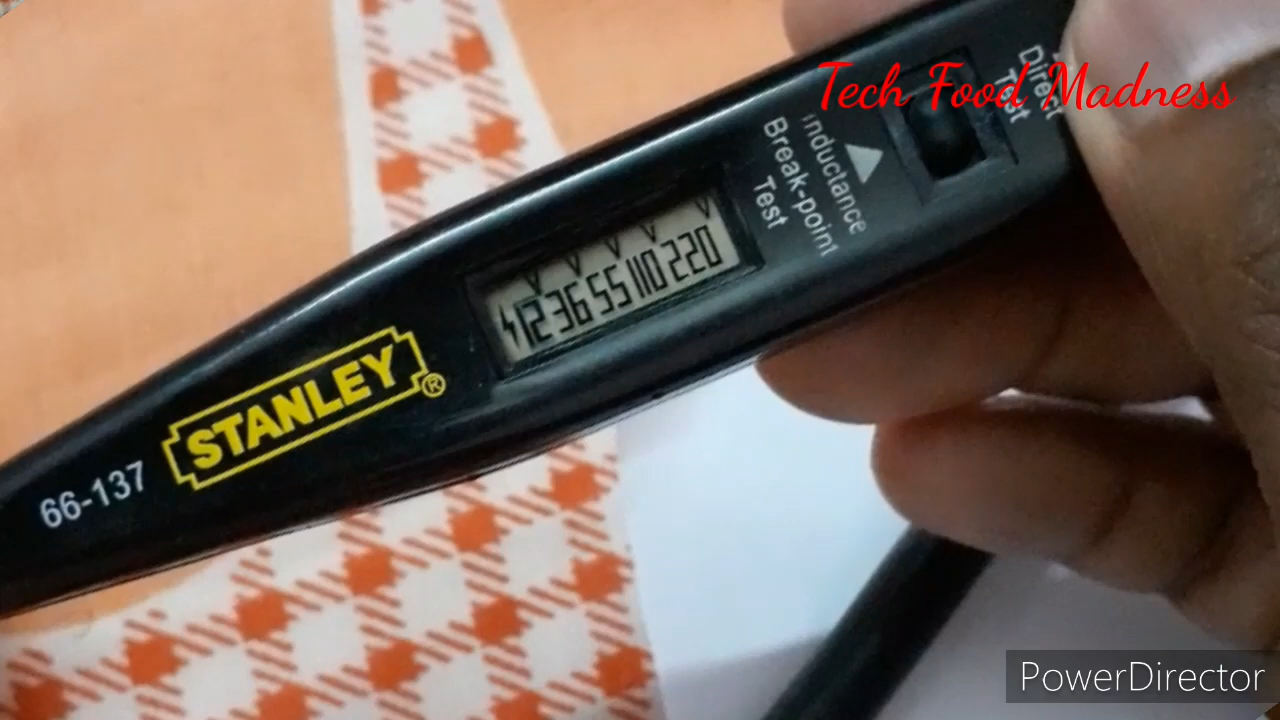 Tech Food Madness
Direct
Test
Inductance
Break-point
Test
12 36 55 110 220
STANLEY®
66-137
PowerDirector